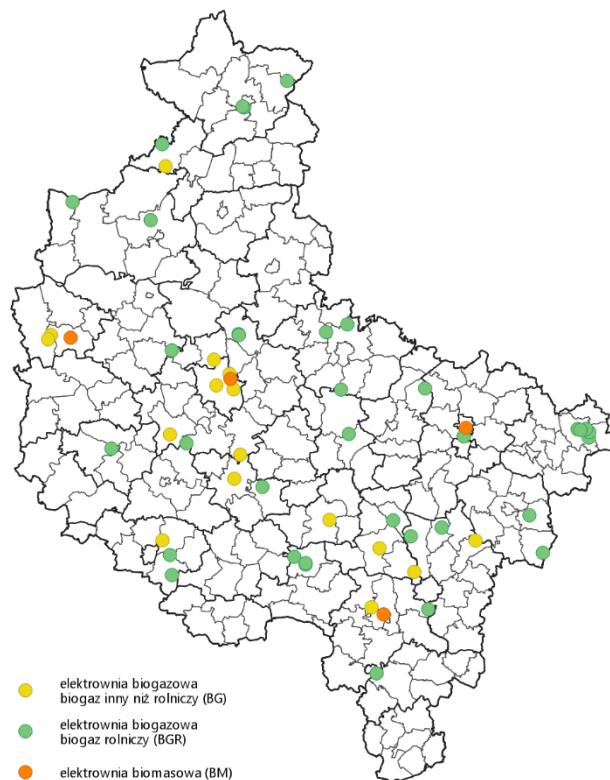 elektrownia biogazowa
biogaz inny niż rolniczy (BG)
elektrownia biogazowa
biogaz rolniczy (BGR)
elektrownia biomasowa (BM)